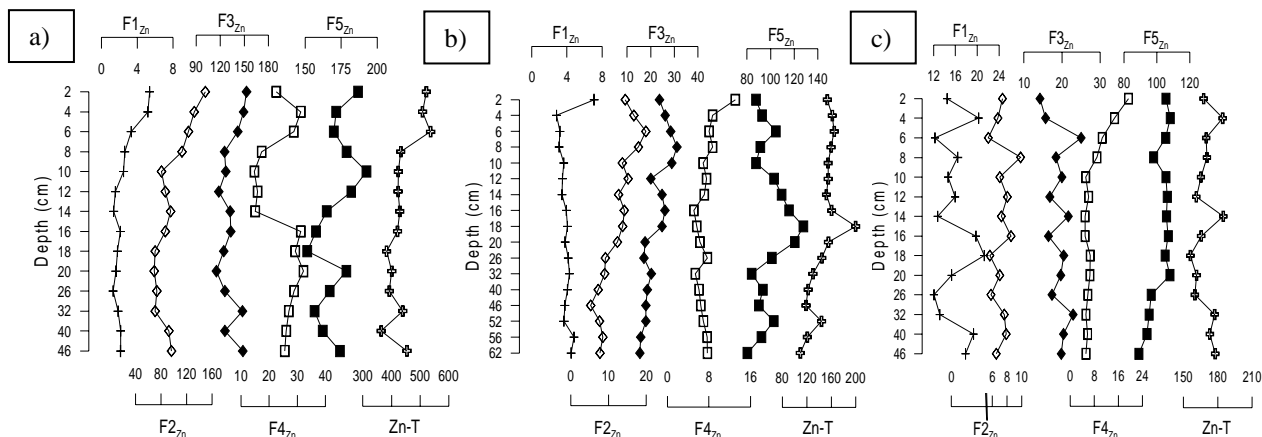 a)
F1Zn
0 4 8
F3Zn
90 120 150 180
F5Zn
150 200
Depth (cm)
2
4
6
8
10
12
14
16
18
20
26
32
40
46
40 80 120 160
F2Zn
10 20 30 40
F4Zn
300 400 500 600
Zn-T
b)
F1Zn
0 4 8
F3Zn
10 20 30 40
F5Zn
80 100 120 140
Depth (cm)
2
4
6
8
10
12
14
16
18
20
26
32
40
46
52
56
62
0 10 20
F2Zn
0 8 16
F4Zn
80 120 160 200
Zn-T
c)
F1Zn
12 16 20 24
F3Zn
10 20 30
F5Zn
80 100 120
Depth (cm)
2
4
6
8
10
12
14
16
18
20
26
32
40
46
0 6 8 10
F2Zn
0 8 16 24
F4Zn
150 180 210
Zn-T